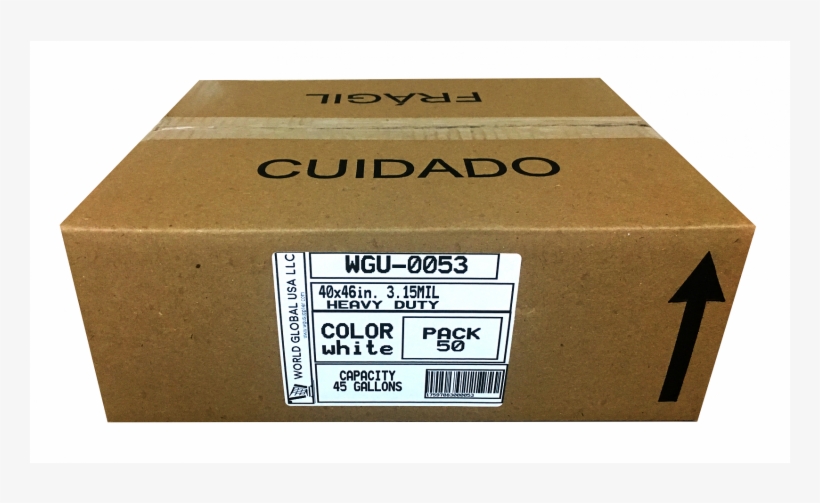 FRÁGIL
CUIDADO
WORLD GLOBAL USA LLC
WGU-0053
40x46in. 3.15MIL
HEAVY DUTY
COLOR
white
PACK
50
CAPACITY
45 GALLONS